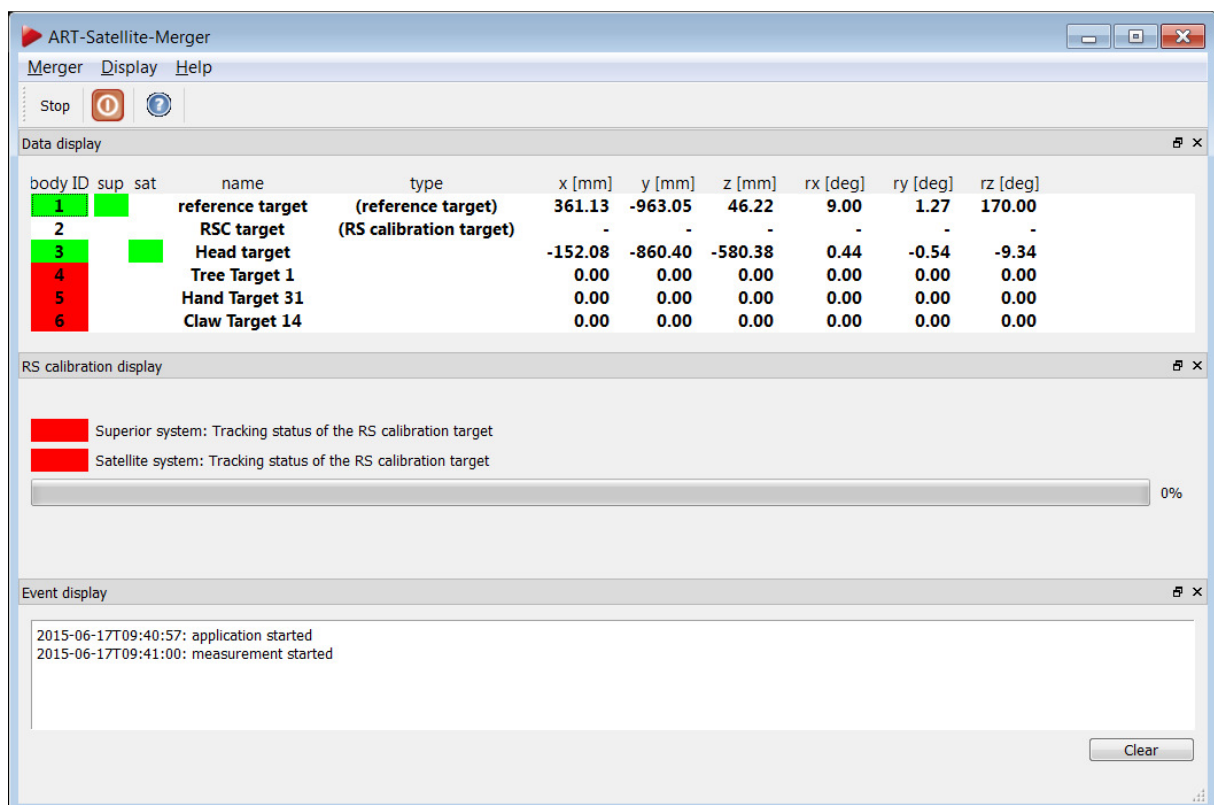 ART-Satellite-Merger
Merger Display Help
Stop
Data display
body ID sup sat name type x [mm] y [mm] z [mm] rx [deg] ry [deg] rz [deg]
1 reference target (reference target) 361.13 -963.05 46.22 9.00 1.27 170.00
2 RSC target (RS calibration target) - - - - - -
3 Head target -152.08 -860.40 -580.38 0.44 -0.54 -9.34
4 Tree Target 1 0.00 0.00 0.00 0.00 0.00 0.00
5 Hand Target 31 0.00 0.00 0.00 0.00 0.00 0.00
6 Claw Target 14 0.00 0.00 0.00 0.00 0.00 0.00
RS calibration display
Superior system: Tracking status of the RS calibration target
Satellite system: Tracking status of the RS calibration target
0%
Event display
2015-06-17T09:40:57: application started
2015-06-17T09:41:00: measurement started
Clear